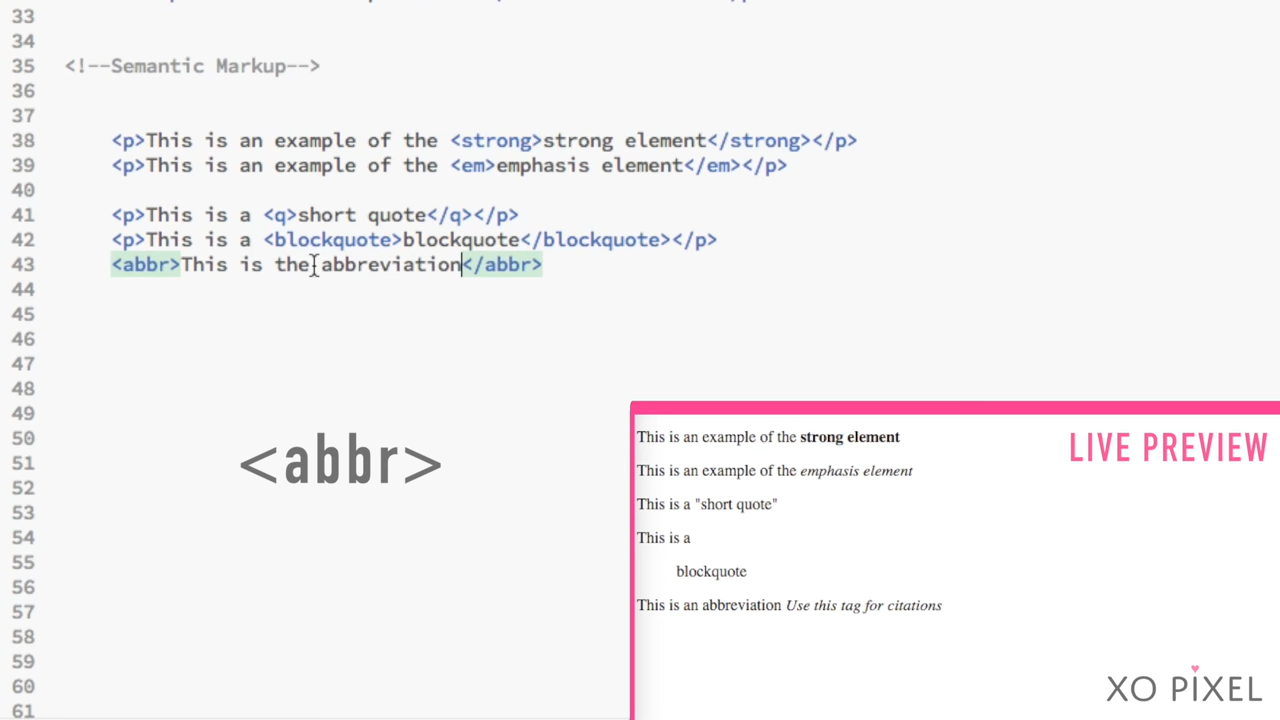 33
34
35 <!--Semantic Markup-->
36
37
38 <p>This is an example of the <strong>strong element</strong></p>
39 <p>This is an example of the <em>emphasis element</em></p>
40
41 <p>This is a <q>short quote</q></p>
42 <p>This is a <blockquote>blockquote</blockquote></p>
43 <abbr>This is the abbreviation</abbr>
44
45
46
47
48
49
50
51
52
53
54
55
56
57
58
59
60
61
<abbr>
LIVE PREVIEW
This is an example of the strong element
This is an example of the emphasis element
This is a "short quote"
This is a
blockquote
This is an abbreviation Use this tag for citations
XO PIXEL